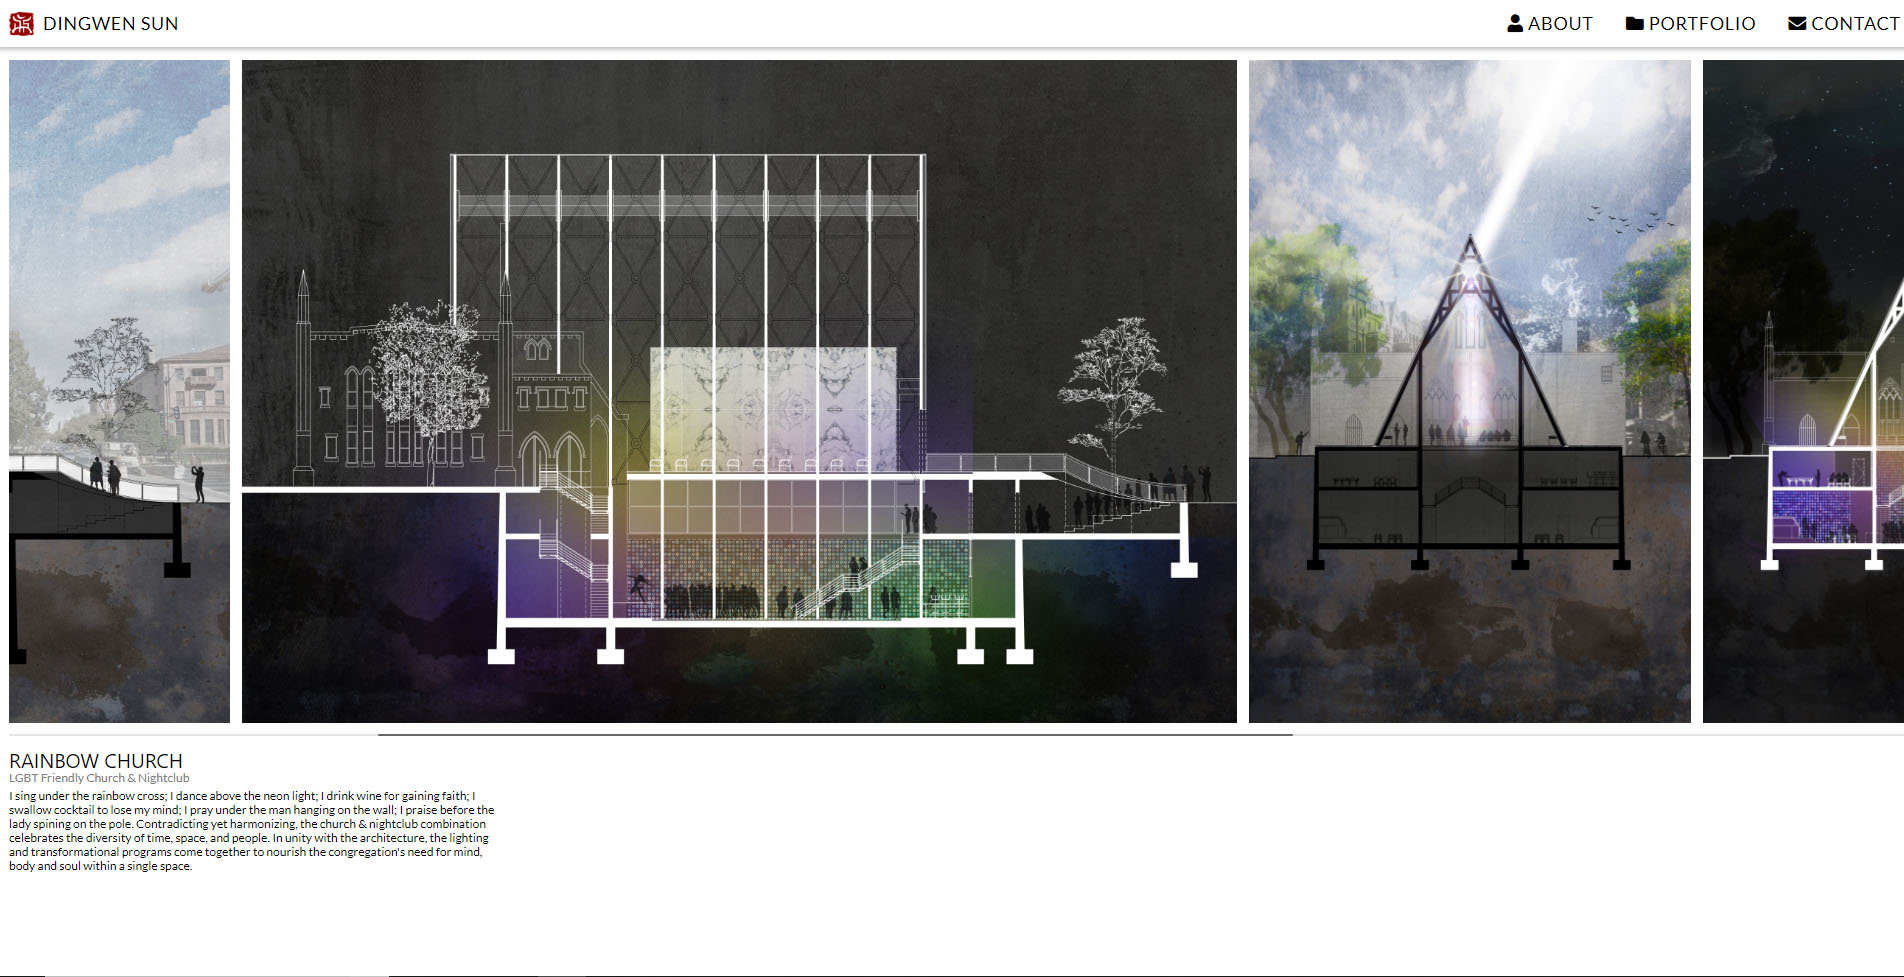 DINGWEN SUN
ABOUT
PORTFOLIO
CONTACT
RAINBOW CHURCH
LGBT Friendly Church & Nightclub
I sing under the rainbow cross; I dance above the neon light; I drink wine for gaining faith; I
swallow cocktail to lose my mind; I pray under the man hanging on the wall; I praise before the
lady spining on the pole. Contradicting yet harmonizing, the church & nightclub combination
celebrates the diversity of time, space, and people. In unity with the architecture, the lighting
and transformational programs come together to nourish the congregation's need for mind,
body and soul within a single space.